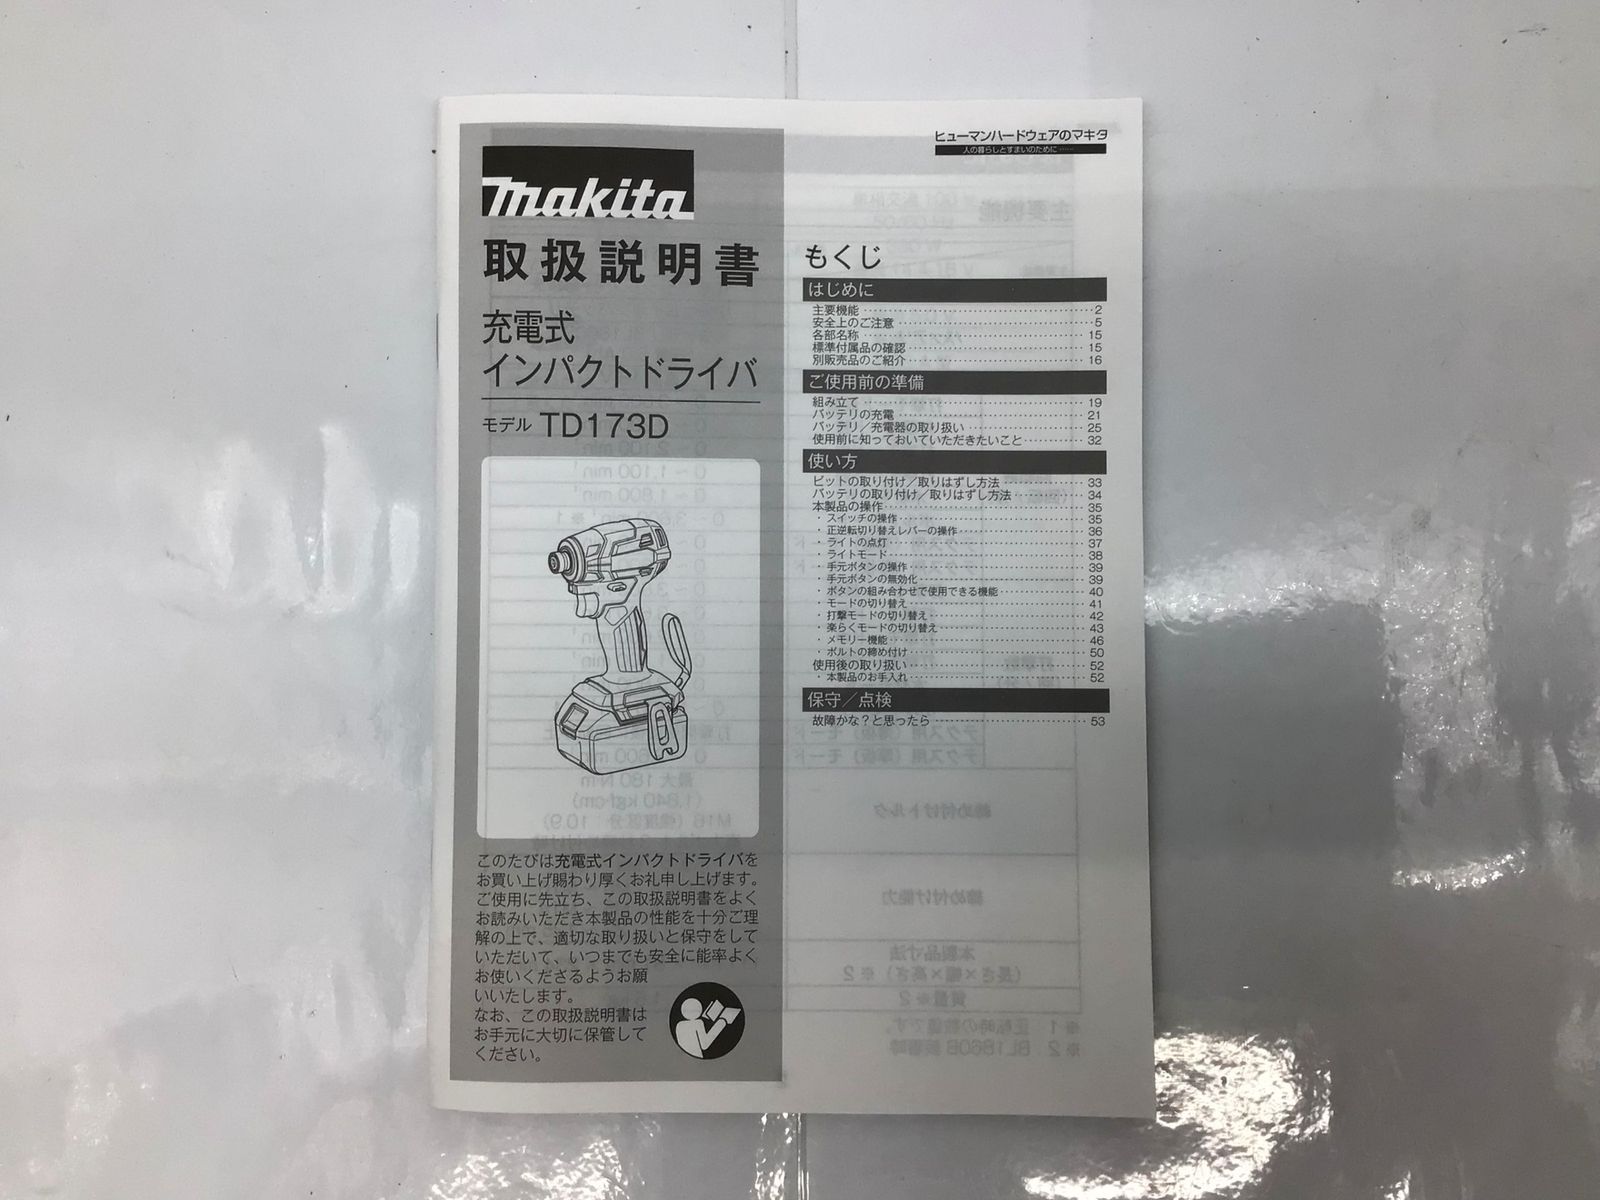 makita
取扱説明書
充電式
インパクトドライバ
モデル TD173D
このたびは充電式インパクトドライバを
お買い上げ賜わり厚くお礼申し上げます。
ご使用に先立ち、この取扱説明書をよく
お読みいただき本製品の性能を十分ご理
解の上で、適切な取り扱いと保守をして
いただいて、いつまでも安全に能率よく
お使いくださるようお願
いいたします。
なお、この取扱説明書は
お手元に大切に保管して
ください。
ヒューマンハードウェアのマキタ
人の暮らしとすまいのために……
もくじ
はじめに
主要機能 2
安全上のご注意 5
各部名称 15
標準付属品の確認 15
別販売品のご紹介 16
ご使用前の準備
組み立て 19
バッテリの充電 21
バッテリ／充電器の取り扱い 25
使用前に知っておいていただきたいこと 32
使い方
ビットの取り付け／取りはずし方法 33
バッテリの取り付け／取りはずし方法 34
本製品の操作 35
・スイッチの操作 35
・正逆転切り替えレバーの操作 36
・ライトの点灯 37
・ライトモード 38
・手元ボタンの操作 39
・手元ボタンの無効化 39
・ボタンの組み合わせで使用できる機能 40
・モードの切り替え 41
・打撃モードの切り替え 42
・楽らくモードの切り替え 43
・メモリー機能 46
・ボルトの締め付け 50
使用後の取り扱い 52
・本製品のお手入れ 52
保守／点検
故障かな？と思ったら 53